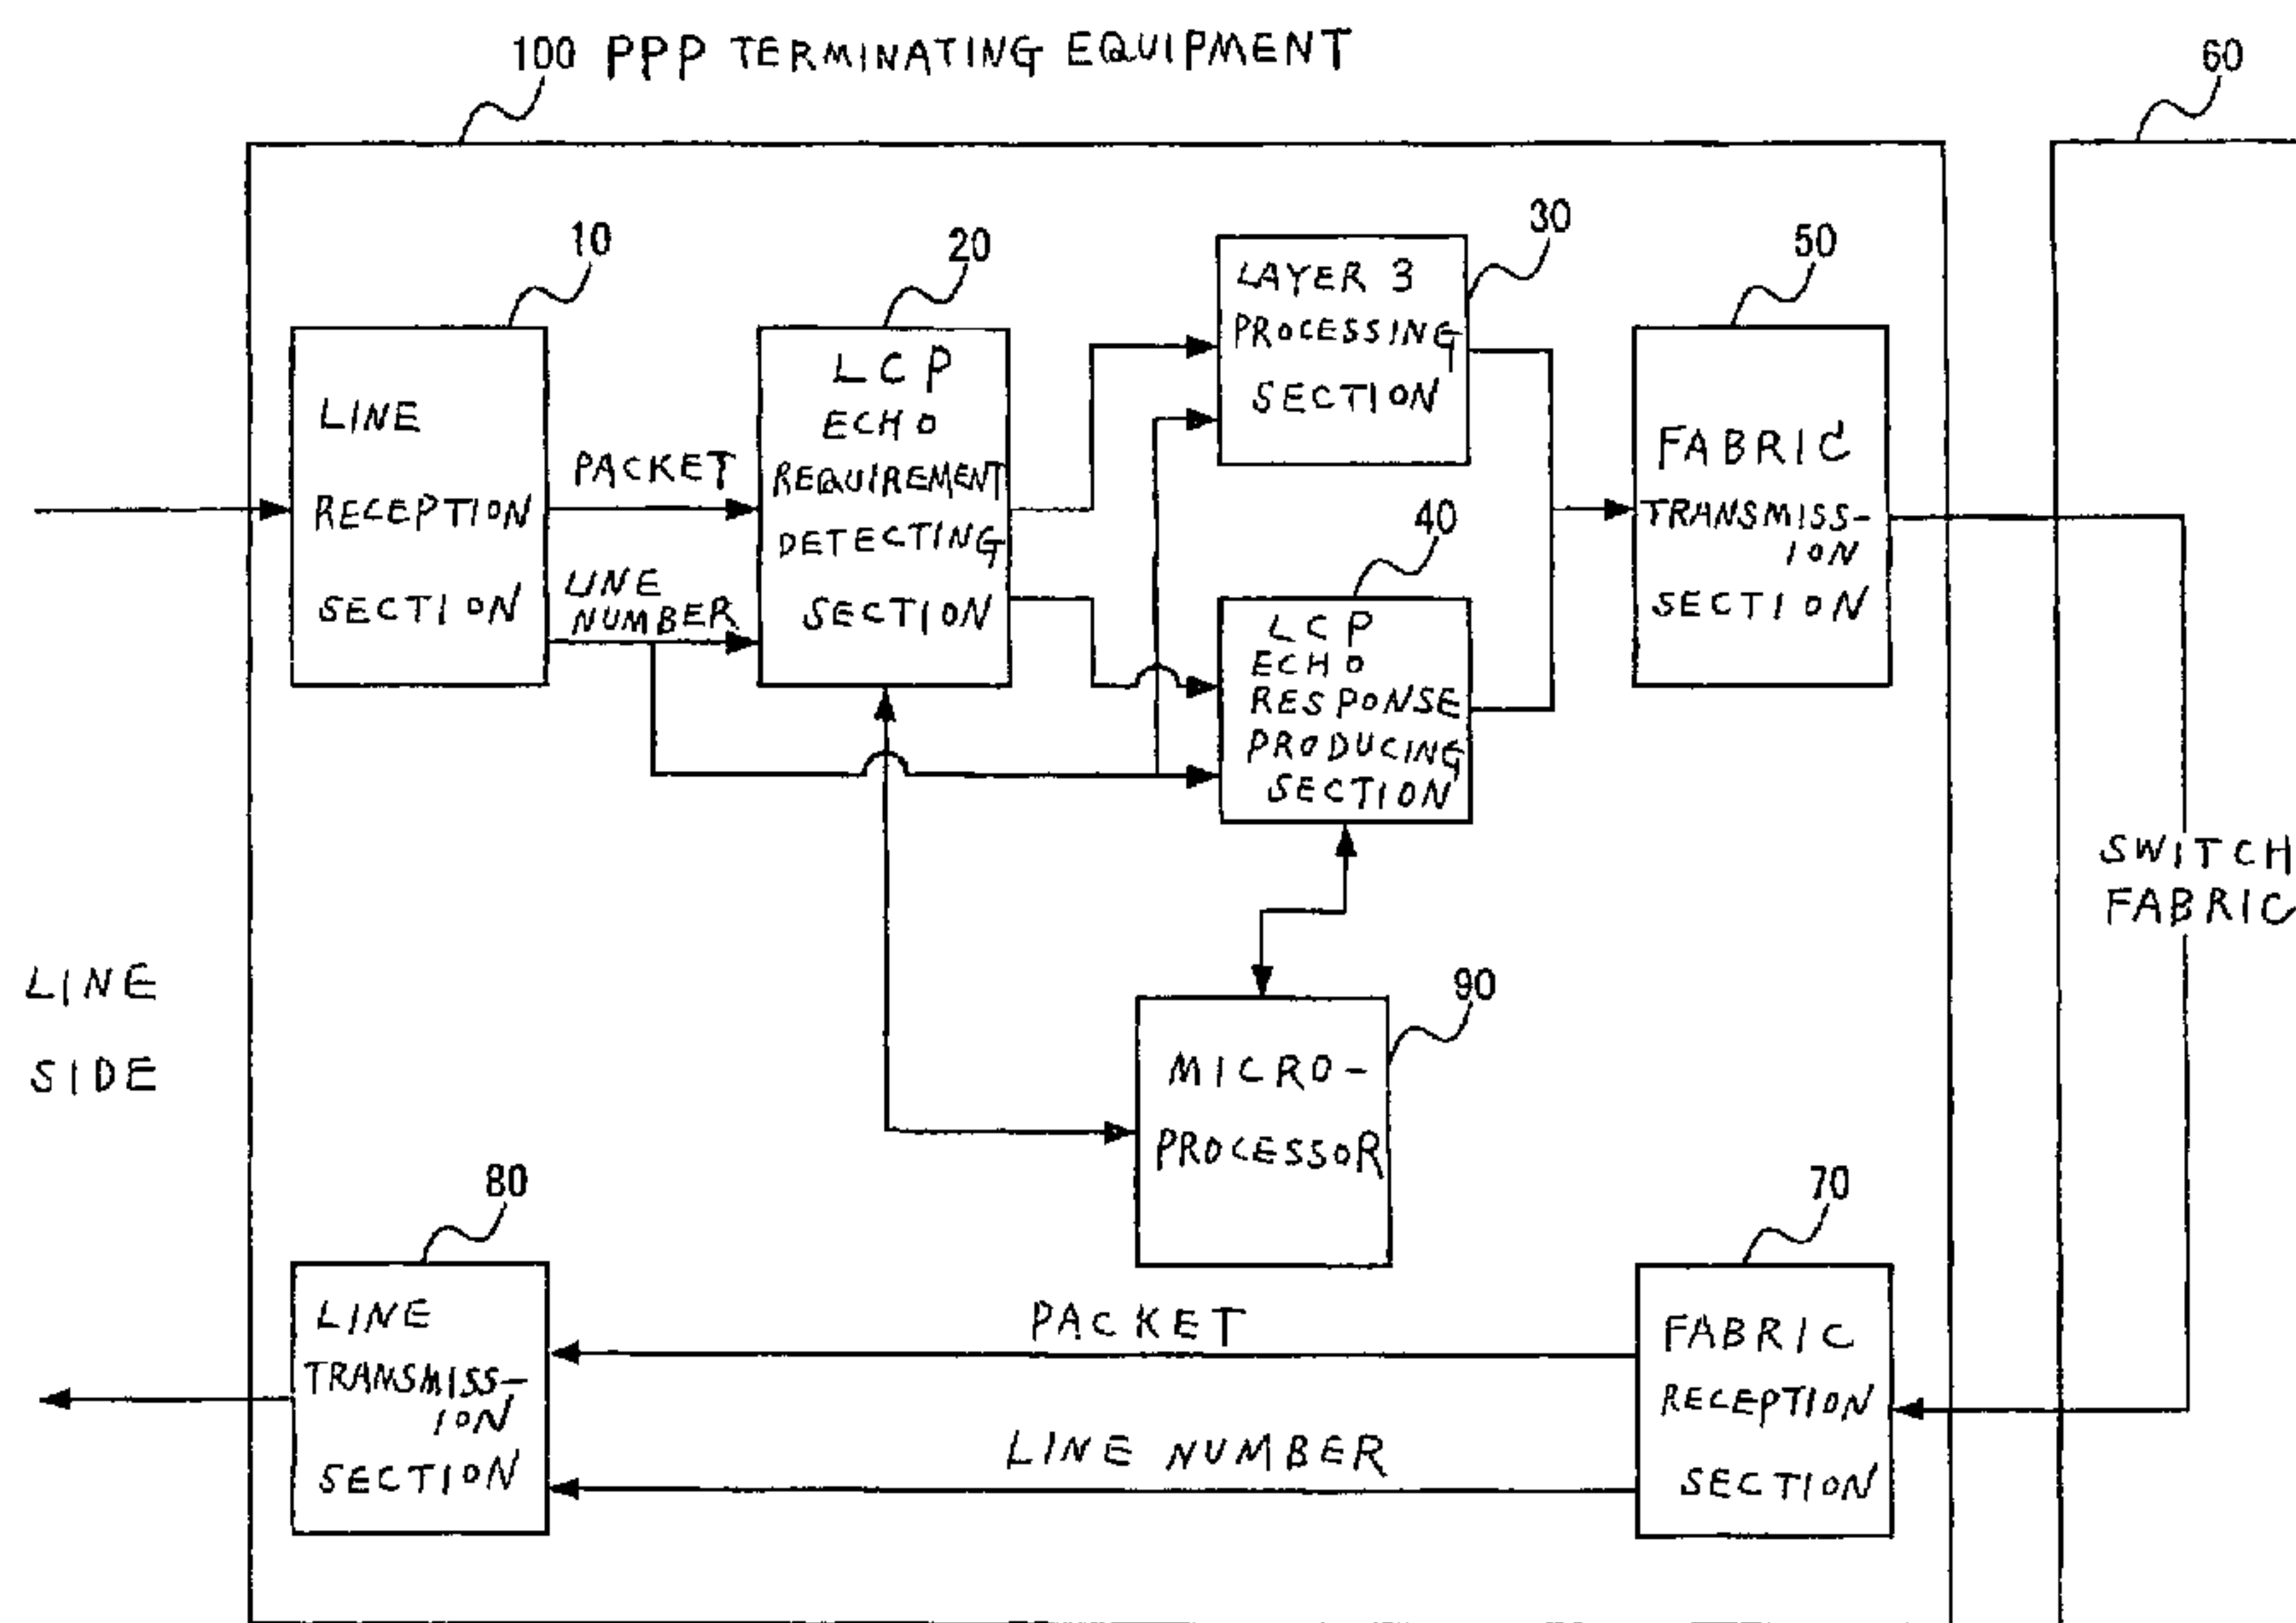 100 PPP TERMINATING EQUIPMENT
60
10
20
30
50
LINE
RECEPTION
SECTION
PACKET
LINE
NUMBER
LCP
ECHO
REQUIREMENT
DETECTING
SECTION
LAYER 3
PROCESSING
SECTION
40
LCP
ECHO
RESPONSE
PRODUCING
SECTION
FABRIC
TRANSMISS-
ION
SECTION
SWITCH
FABRIC
LINE
SIDE
90
MICRO-
PROCESSOR
80
LINE
TRANSMISS-
ION
SECTION
PACKET
LINE NUMBER
70
FABRIC
RECEPTION
SECTION